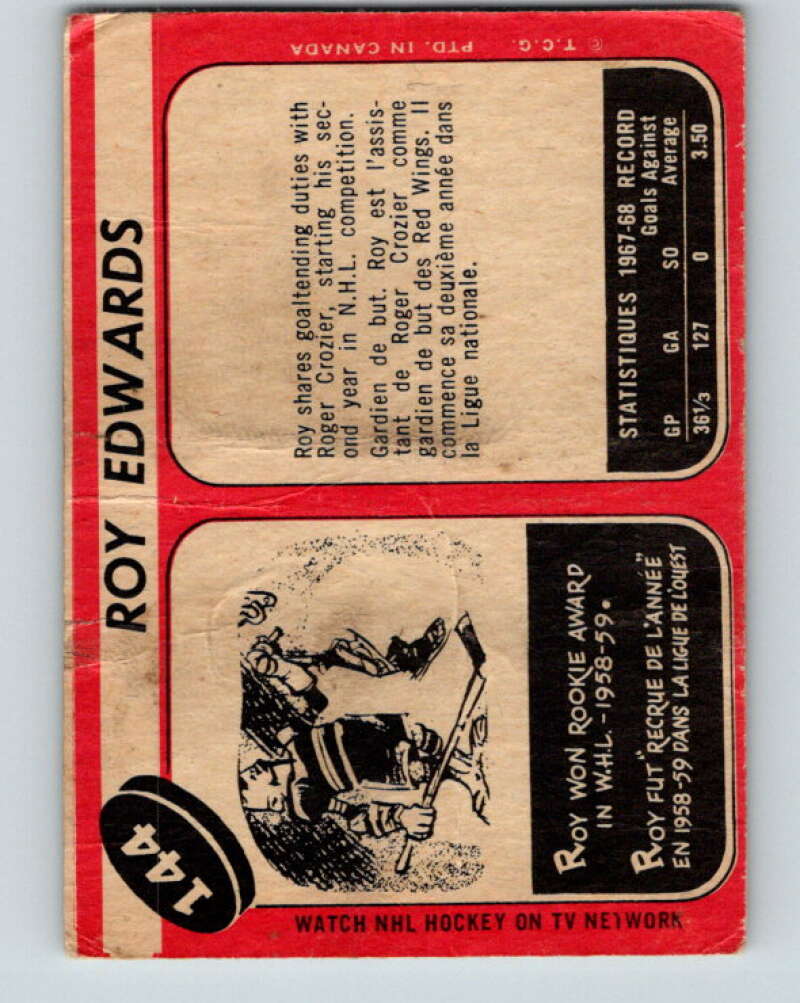 ROY EDWARDS
144
Roy shares goaltending duties with
Roger Crozier, starting his sec-
ond year in N.H.L. competition.
Gardien de but. Roy est l'assis-
tant de Roger Crozier comme
gardien de but des Red Wings. Il
commence sa deuxième année dans
la Ligue nationale.
STATISTIQUES 1967-68 RECORD
Goals Against
GP GA SO Average
36⅓ 127 0 3.50
ROY WON ROOKIE AWARD
IN W.H.L. - 1958-59.
ROY FUT "RECRUE DE L'ANNÉE"
EN 1958-59 DANS LA LIGUE DE L'OUEST
WATCH NHL HOCKEY ON TV NETWORK
© T.C.G. PTD. IN CANADA